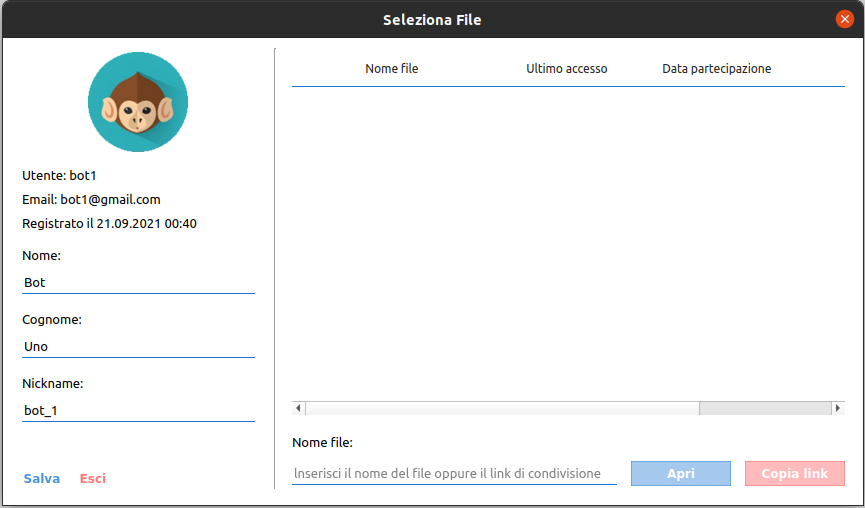 Seleziona File
Utente: bot1
Email: bot1@gmail.com
Registrato il 21.09.2021 00:40
Nome:
Bot
Cognome:
Uno
Nickname:
bot_1
Salva Esci
Nome file Ultimo accesso Data partecipazione
Nome file:
Inserisci il nome del file oppure il link di condivisione
Apri Copia link